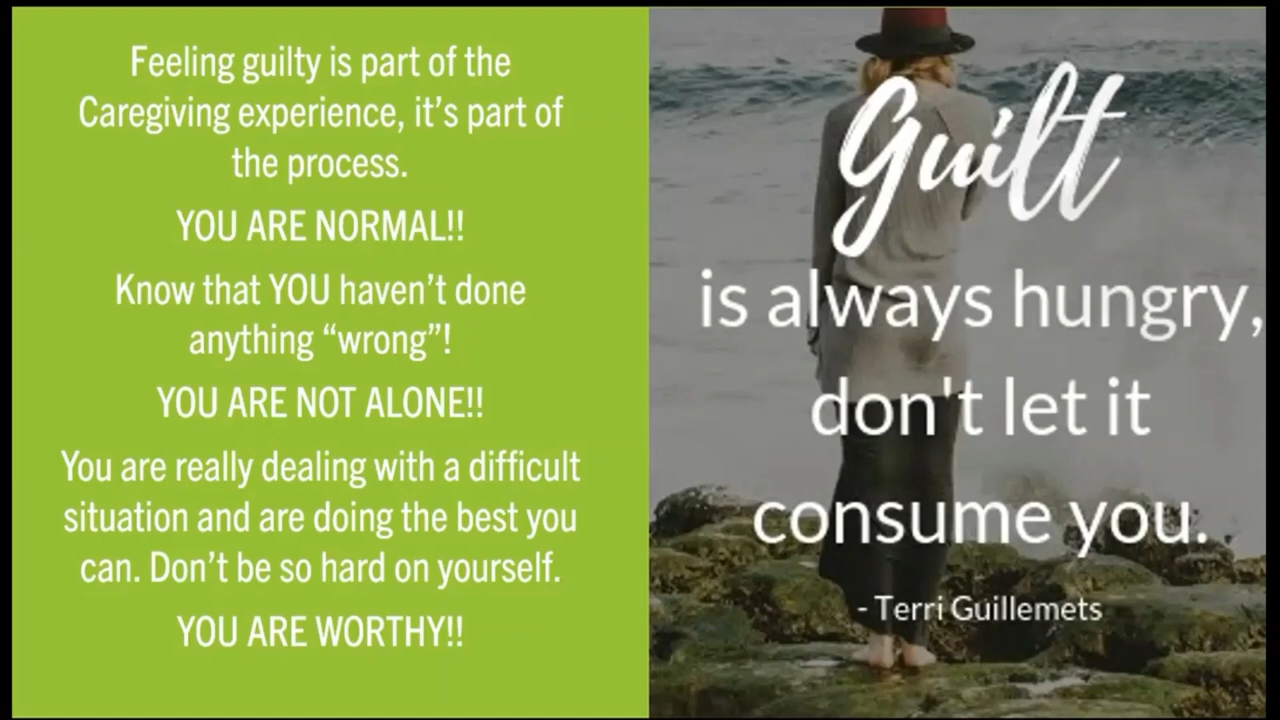 Feeling guilty is part of the
Caregiving experience, it's part of
the process.
YOU ARE NORMAL!!
Know that YOU haven't done
anything “wrong”!
YOU ARE NOT ALONE!!
You are really dealing with a difficult
situation and are doing the best you
can. Don't be so hard on yourself.
YOU ARE WORTHY!!
Guilt
is always hungry,
don't let it
consume you.
- Terri Guillemets